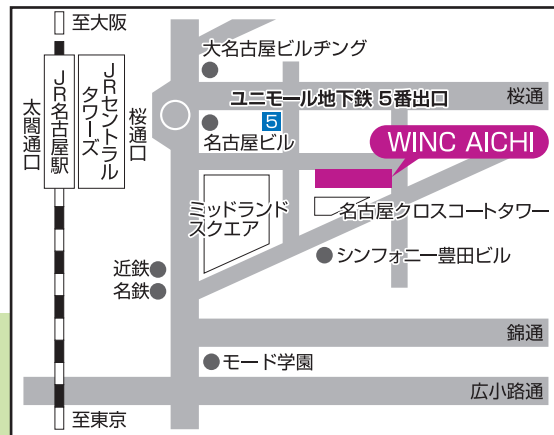 至大阪
大名古屋ビルヂング
JR名古屋駅
JRセントラル
タワーズ
太閤通口
桜通口
ユニモール地下鉄 5番出口
桜通
5
名古屋ビル
WINC AICHI
ミッドランド
スクエア
名古屋クロスコートタワー
シンフォニー豊田ビル
近鉄
名鉄
錦通
モード学園
広小路通
至東京